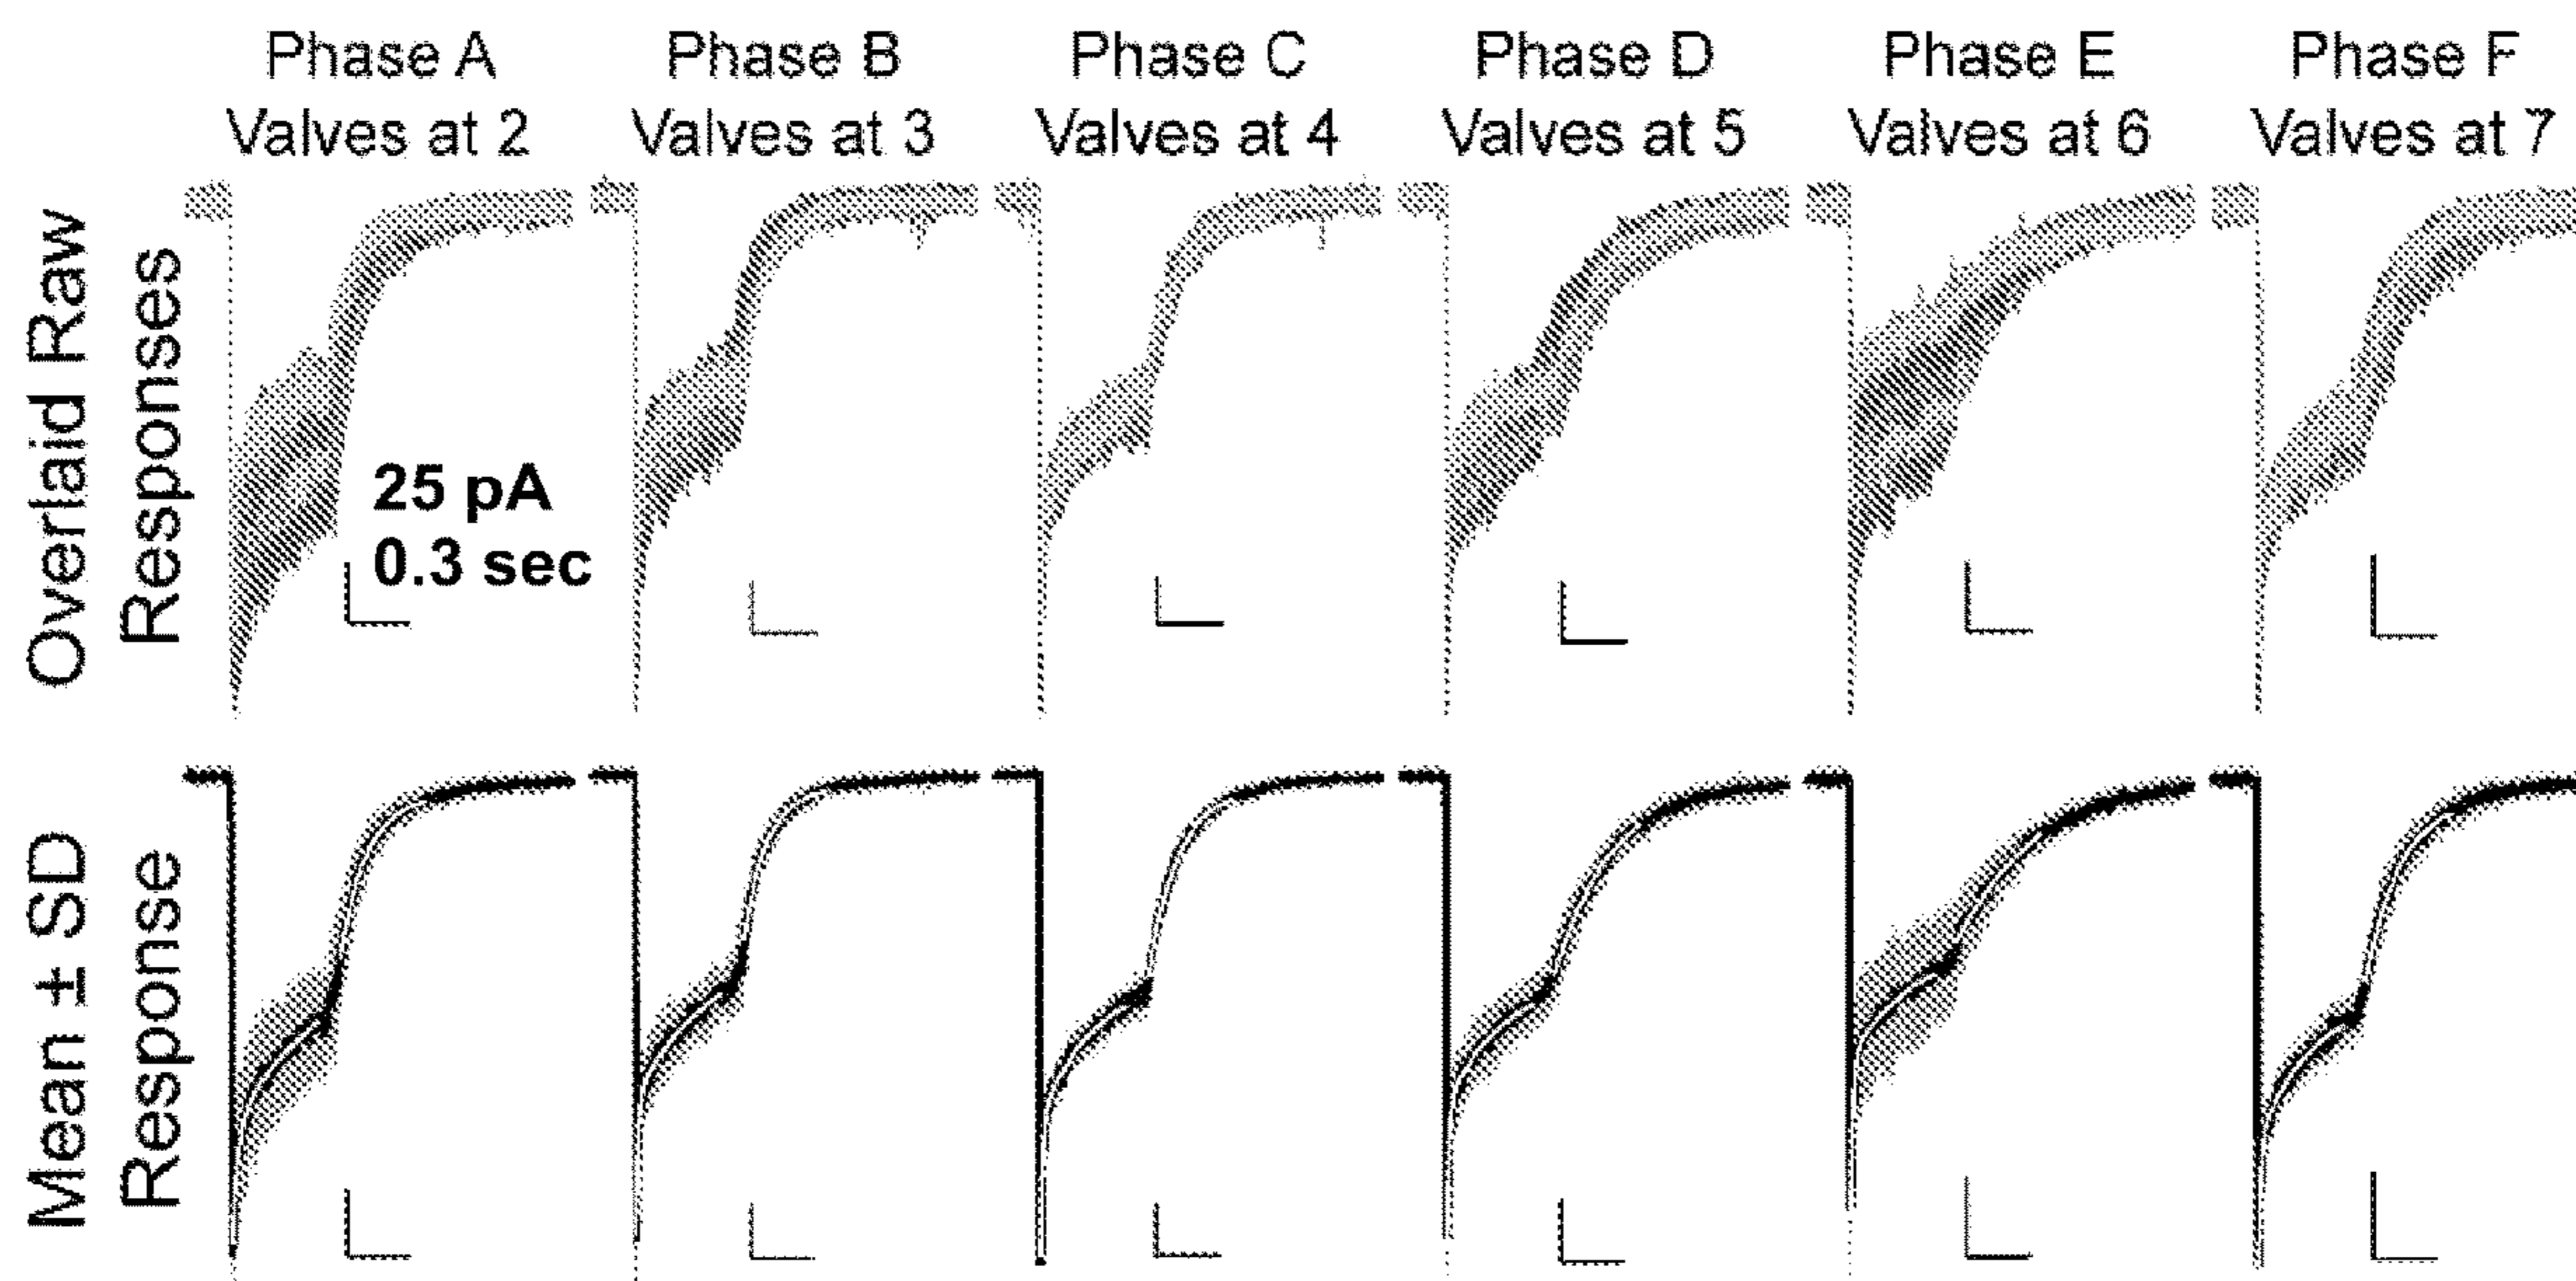 Phase A
Valves at 2
Phase B
Valves at 3
Phase C
Valves at 4
Phase D
Valves at 5
Phase E
Valves at 6
Phase F
Valves at 7
Overlaid Raw
Responses
25 pA
0.3 sec
Mean ± SD
Response